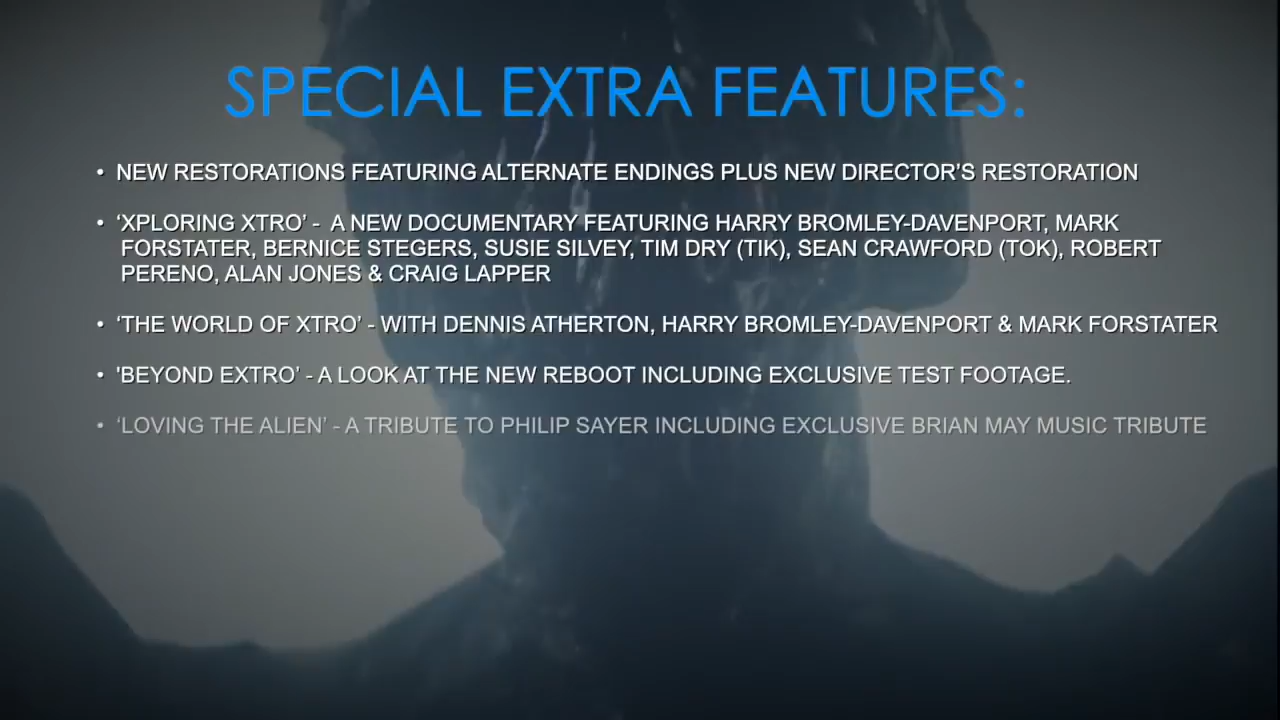 SPECIAL EXTRA FEATURES:
• NEW RESTORATIONS FEATURING ALTERNATE ENDINGS PLUS NEW DIRECTOR'S RESTORATION
• ‘XPLORING XTRO’ - A NEW DOCUMENTARY FEATURING HARRY BROMLEY-DAVENPORT, MARK
FORSTATER, BERNICE STEGERS, SUSIE SILVEY, TIM DRY (TIK), SEAN CRAWFORD (TOK), ROBERT
PERENO, ALAN JONES & CRAIG LAPPER
• ‘THE WORLD OF XTRO’ - WITH DENNIS ATHERTON, HARRY BROMLEY-DAVENPORT & MARK FORSTATER
• 'BEYOND EXTRO’ - A LOOK AT THE NEW REBOOT INCLUDING EXCLUSIVE TEST FOOTAGE.
• ‘LOVING THE ALIEN’ - A TRIBUTE TO PHILIP SAYER INCLUDING EXCLUSIVE BRIAN MAY MUSIC TRIBUTE